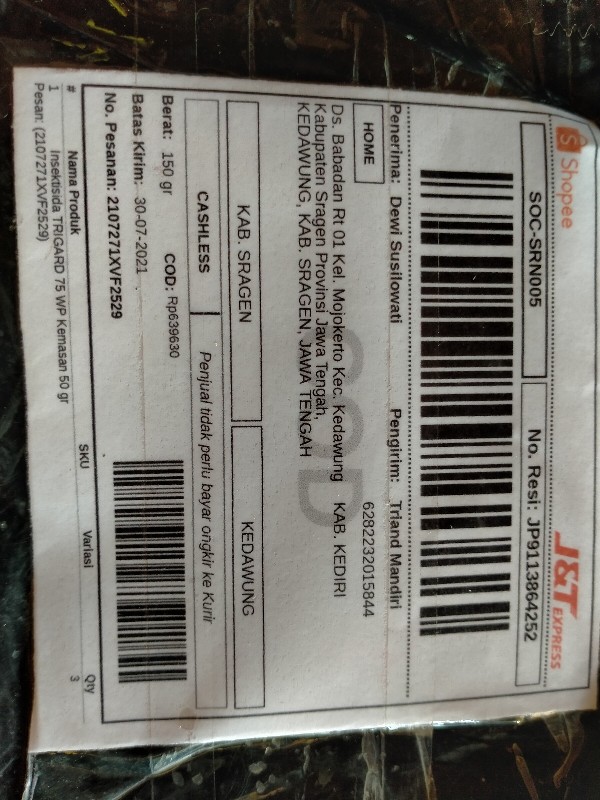 Shopee
J&T EXPRESS
SOC-SRN005
No. Resi: JP9113864252
Penerima: Dewi Susilowati
Pengirim: Triand Mandiri
HOME
6282232015844
Ds. Babadan Rt 01 Kel. Mojokerto Kec. Kedawung
Kabupaten Sragen Provinsi Jawa Tengah,
KEDAWUNG, KAB. SRAGEN, JAWA TENGAH
KAB. KEDIRI
COD
KAB. SRAGEN
KEDAWUNG
CASHLESS
Penjual tidak perlu bayar ongkir ke Kurir
Berat: 150 gr
COD: Rp639630
Batas Kirim: 30-07-2021
No. Pesanan: 2107271XVF2529
# Nama Produk SKU Variasi Qty
1 Insektisida TRIGARD 75 WP Kemasan 50 gr 3
Pesan: (2107271XVF2529)